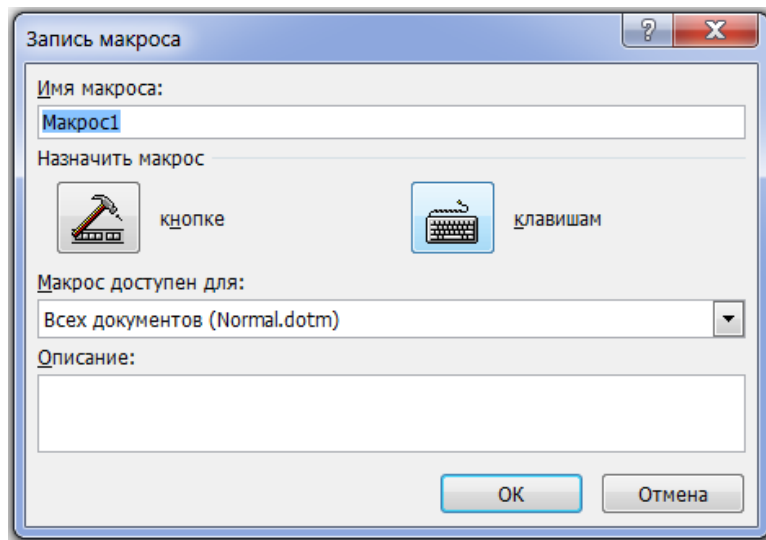 Запись макроса
Имя макроса:
Макрос1
Назначить макрос
кнопке клавишам
Макрос доступен для:
Всех документов (Normal.dotm)
Описание:
ОК Отмена